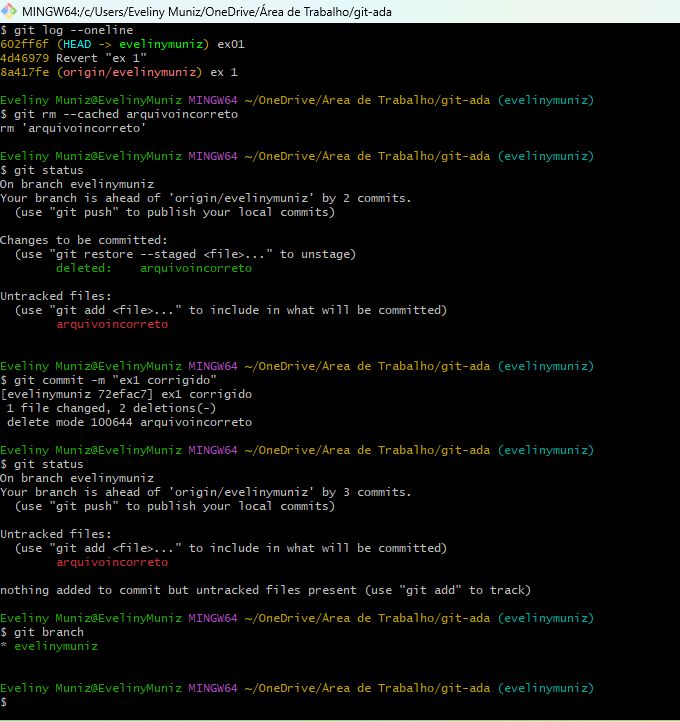 MINGW64:/c/Users/Eveliny Muniz/OneDrive/Área de Trabalho/git-ada
$ git log --oneline
602ff6f (HEAD -> evelinymuniz) ex01
4d46979 Revert "ex 1"
8a417fe (origin/evelinymuniz) ex 1
Eveliny Muniz@EvelinyMuniz MINGW64 ~/OneDrive/Área de Trabalho/git-ada (evelinymuniz)
$ git rm --cached arquivoincorreto
rm 'arquivoincorreto'
Eveliny Muniz@EvelinyMuniz MINGW64 ~/OneDrive/Área de Trabalho/git-ada (evelinymuniz)
$ git status
On branch evelinymuniz
Your branch is ahead of 'origin/evelinymuniz' by 2 commits.
  (use "git push" to publish your local commits)
Changes to be committed:
  (use "git restore --staged <file>..." to unstage)
        deleted:    arquivoincorreto
Untracked files:
  (use "git add <file>..." to include in what will be committed)
        arquivoincorreto
Eveliny Muniz@EvelinyMuniz MINGW64 ~/OneDrive/Área de Trabalho/git-ada (evelinymuniz)
$ git commit -m "ex1 corrigido"
[evelinymuniz 72efac7] ex1 corrigido
 1 file changed, 2 deletions(-)
 delete mode 100644 arquivoincorreto
Eveliny Muniz@EvelinyMuniz MINGW64 ~/OneDrive/Área de Trabalho/git-ada (evelinymuniz)
$ git status
On branch evelinymuniz
Your branch is ahead of 'origin/evelinymuniz' by 3 commits.
  (use "git push" to publish your local commits)
Untracked files:
  (use "git add <file>..." to include in what will be committed)
        arquivoincorreto
nothing added to commit but untracked files present (use "git add" to track)
Eveliny Muniz@EvelinyMuniz MINGW64 ~/OneDrive/Área de Trabalho/git-ada (evelinymuniz)
$ git branch
* evelinymuniz
Eveliny Muniz@EvelinyMuniz MINGW64 ~/OneDrive/Área de Trabalho/git-ada (evelinymuniz)
$